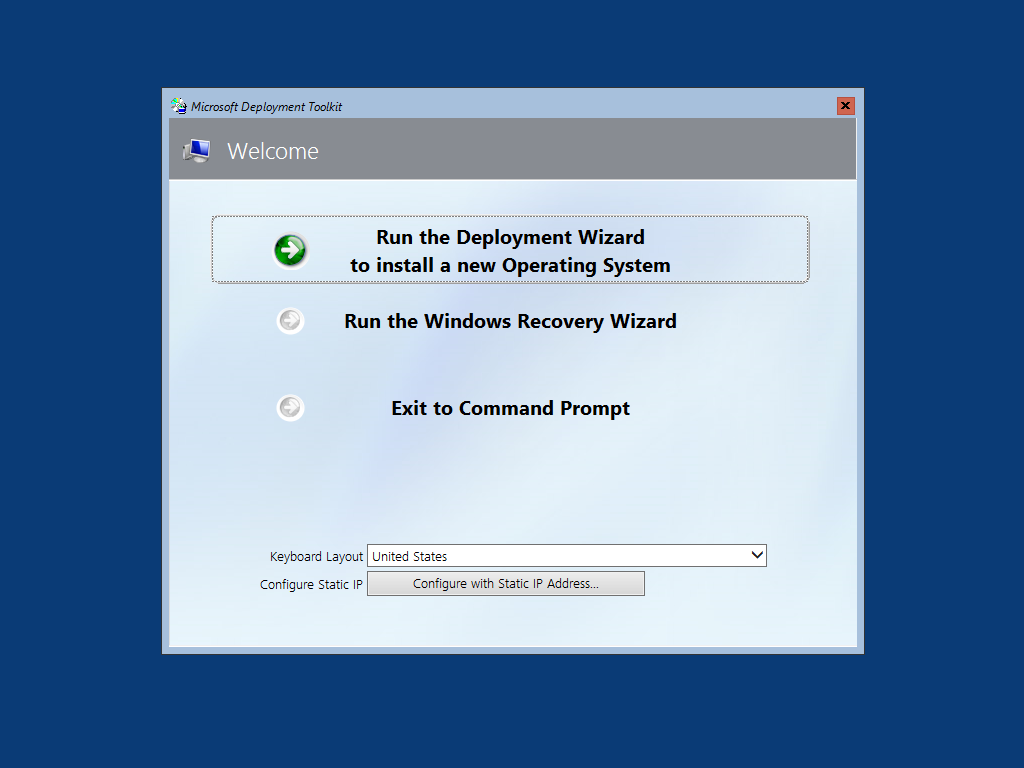 Microsoft Deployment Toolkit
Welcome
Run the Deployment Wizard
to install a new Operating System
Run the Windows Recovery Wizard
Exit to Command Prompt
Keyboard Layout United States
Configure Static IP Configure with Static IP Address...